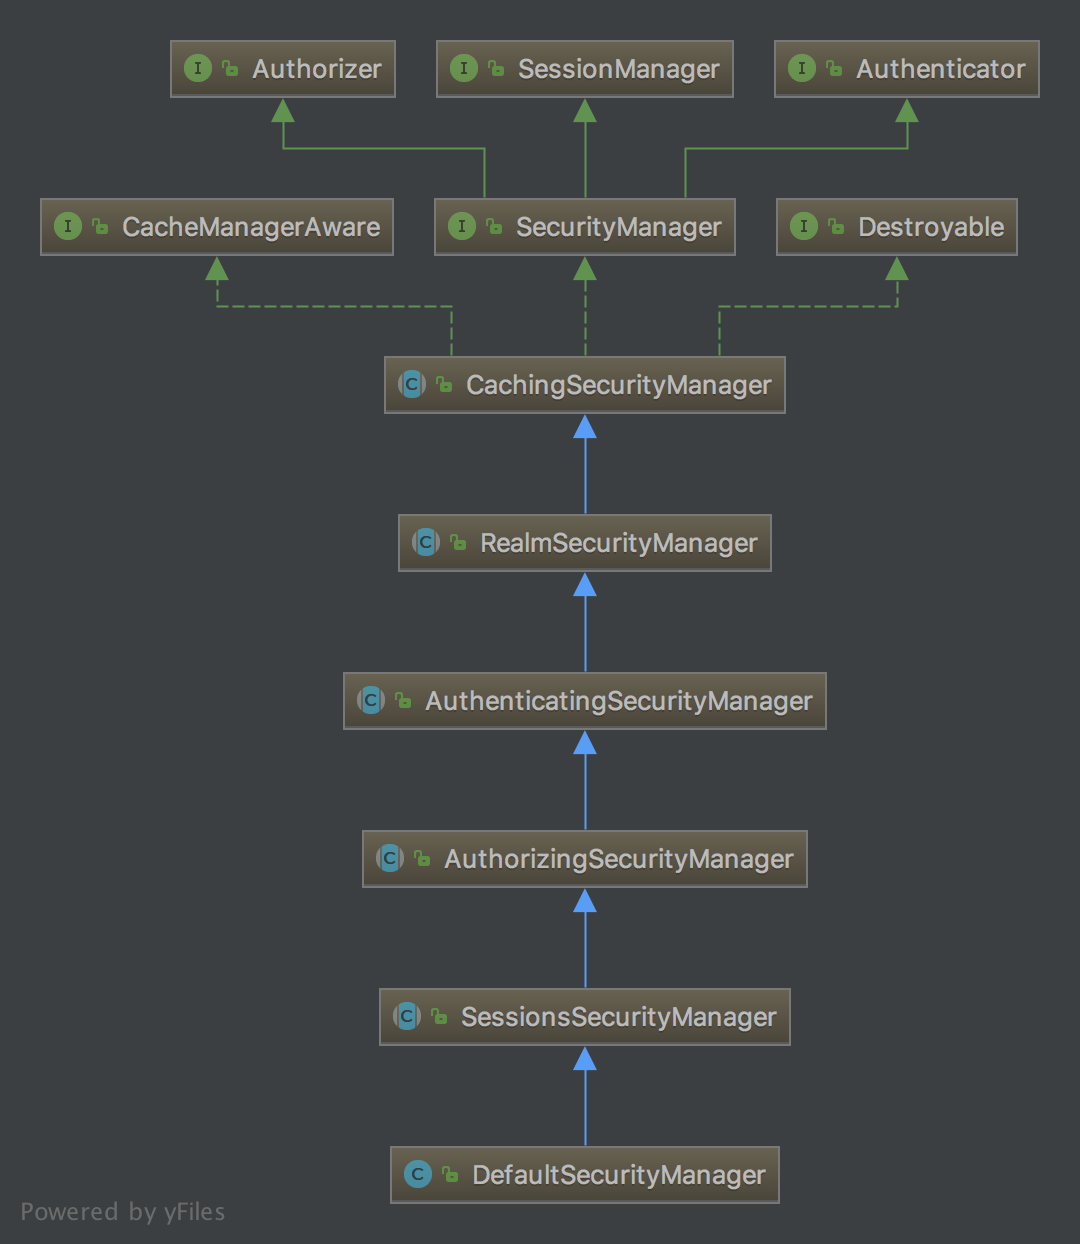 Authorizer
SessionManager
Authenticator
CacheManagerAware
SecurityManager
Destroyable
CachingSecurityManager
RealmSecurityManager
AuthenticatingSecurityManager
AuthorizingSecurityManager
SessionsSecurityManager
DefaultSecurityManager
Powered by yFiles